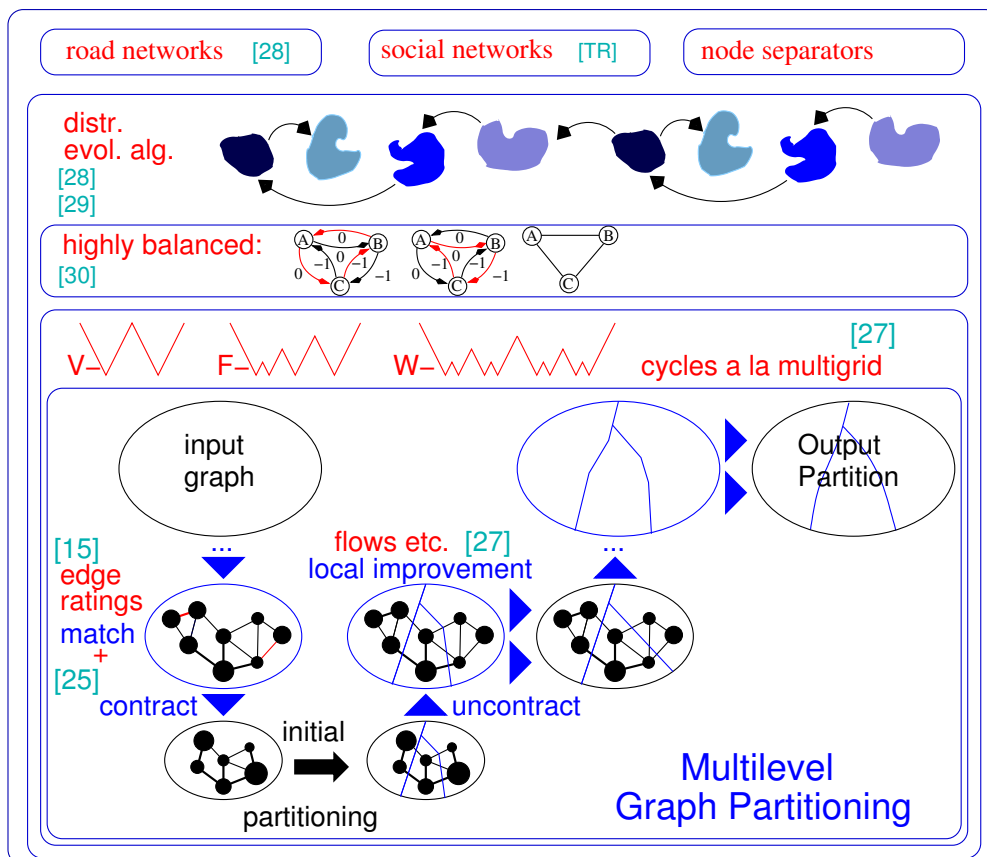 road networks [28]
social networks [TR]
node separators
distr.
evol. alg.
[28]
[29]
highly balanced:
[30]
A 0 B
0 -1 0 -1 -1
C
A 0 B
0 -1 0 -1 -1
C
A B
C
V–
F–
W–
[27]
cycles a la multigrid
input
graph
Output
Partition
...
...
[15]
edge
ratings
match
+
[25]
flows etc. [27]
local improvement
contract
uncontract
initial
partitioning
Multilevel
Graph Partitioning